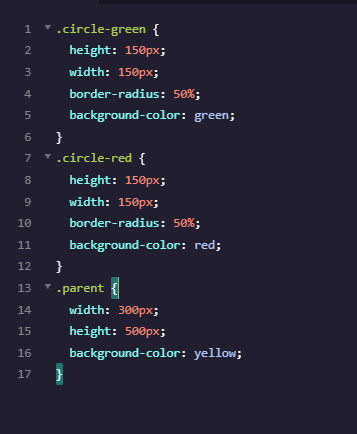 1 .circle-green {
2 height: 150px;
3 width: 150px;
4 border-radius: 50%;
5 background-color: green;
6 }
7 .circle-red {
8 height: 150px;
9 width: 150px;
10 border-radius: 50%;
11 background-color: red;
12 }
13 .parent {
14 width: 300px;
15 height: 500px;
16 background-color: yellow;
17 }